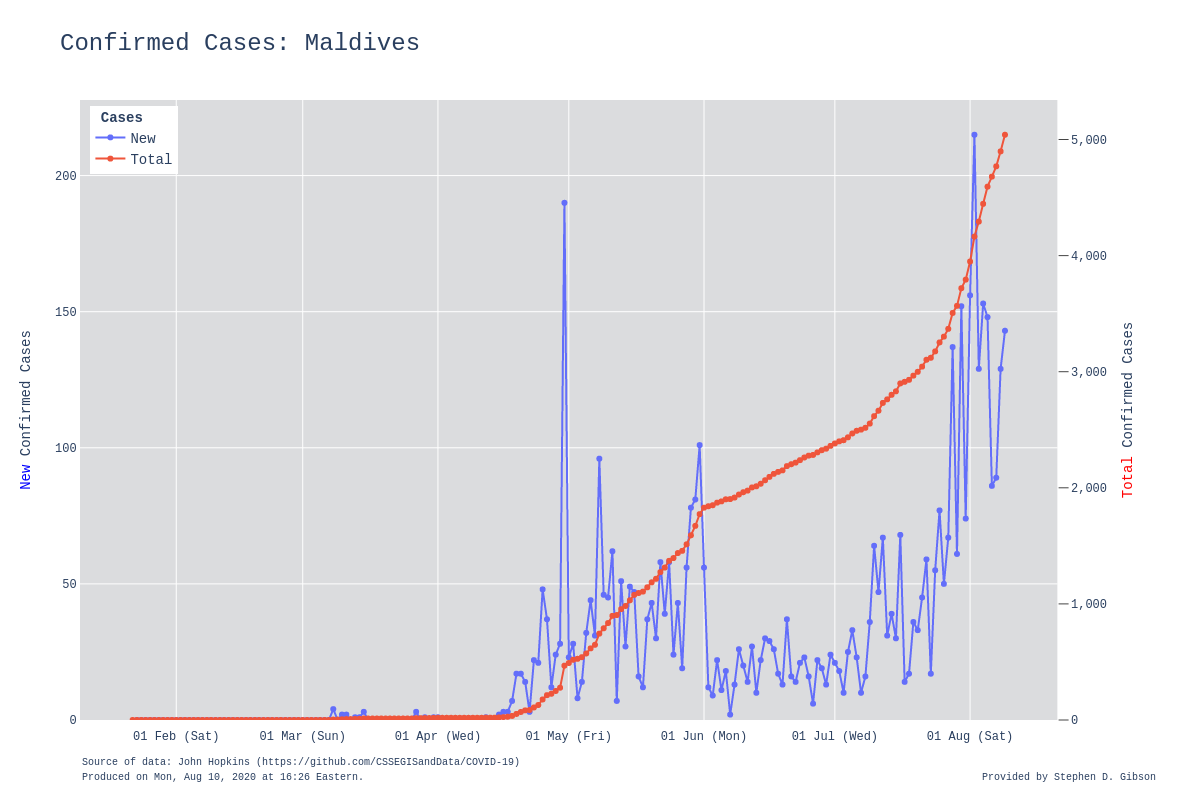 Confirmed Cases: Maldives
Cases
New
Total
200
150
100
50
0
5,000
4,000
3,000
2,000
1,000
0
New Confirmed Cases
Total Confirmed Cases
01 Feb (Sat)
01 Mar (Sun)
01 Apr (Wed)
01 May (Fri)
01 Jun (Mon)
01 Jul (Wed)
01 Aug (Sat)
Source of data: John Hopkins (https://github.com/CSSEGISandData/COVID-19)
Produced on Mon, Aug 10, 2020 at 16:26 Eastern.
Provided by Stephen D. Gibson